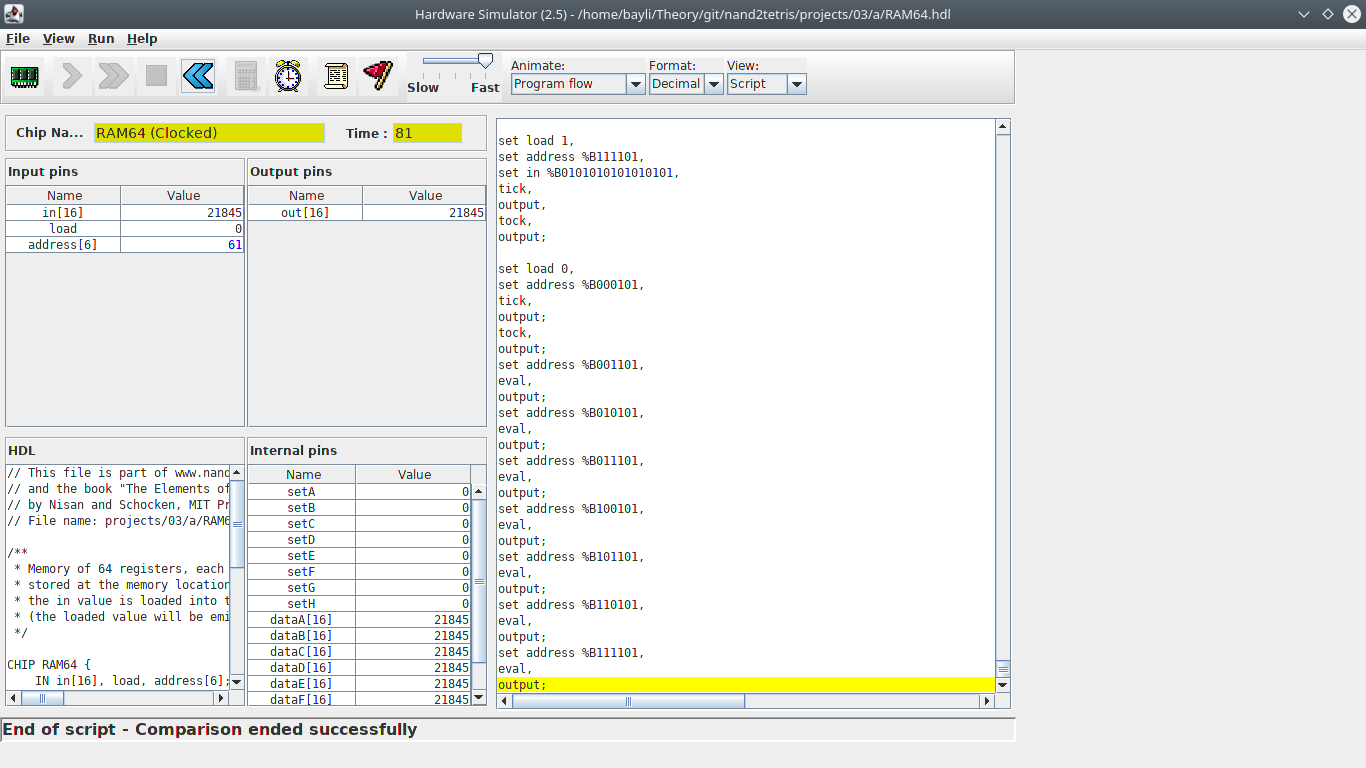 Hardware Simulator (2.5) - /home/bayli/Theory/git/nand2tetris/projects/03/a/RAM64.hdl
File View Run Help
Slow Fast
Animate: Format: View:
Program flow Decimal Script
Chip Na... RAM64 (Clocked) Time : 81
Input pins
Name Value
in[16] 21845
load 0
address[6] 61
Output pins
Name Value
out[16] 21845
HDL
// This file is part of www.nand
// and the book "The Elements of
// by Nisan and Schocken, MIT Pr
// File name: projects/03/a/RAM6
/**
* Memory of 64 registers, each
* stored at the memory location
* the in value is loaded into t
* (the loaded value will be emi
*/
CHIP RAM64 {
IN in[16], load, address[6];
Internal pins
Name Value
setA 0
setB 0
setC 0
setD 0
setE 0
setF 0
setG 0
setH 0
dataA[16] 21845
dataB[16] 21845
dataC[16] 21845
dataD[16] 21845
dataE[16] 21845
dataF[16] 21845
set load 1,
set address %B111101,
set in %B0101010101010101,
tick,
output,
tock,
output;
set load 0,
set address %B000101,
tick,
output;
tock,
output;
set address %B001101,
eval,
output;
set address %B010101,
eval,
output;
set address %B011101,
eval,
output;
set address %B100101,
eval,
output;
set address %B101101,
eval,
output;
set address %B110101,
eval,
output;
set address %B111101,
eval,
output;
End of script - Comparison ended successfully